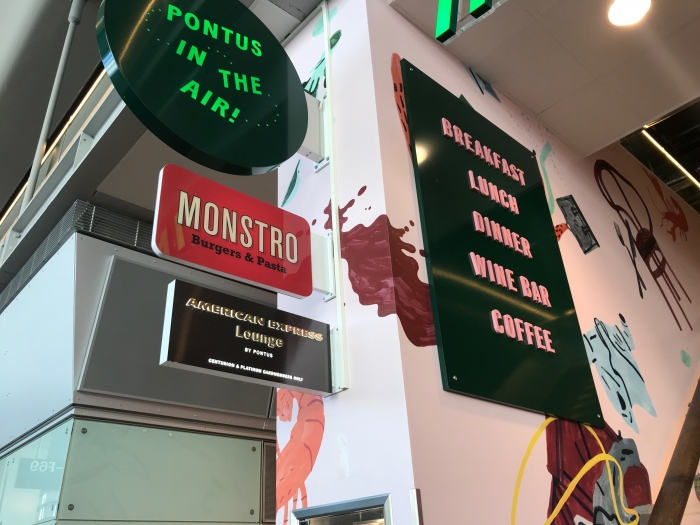 PONTUS
IN THE
AIR!
MONSTRO
Burgers & Pasta
AMERICAN EXPRESS
Lounge
BY PONTUS
CENTURION & PLATINUM CARDMEMBERS ONLY
BREAKFAST
LUNCH
DINNER
WINE BAR
COFFEE